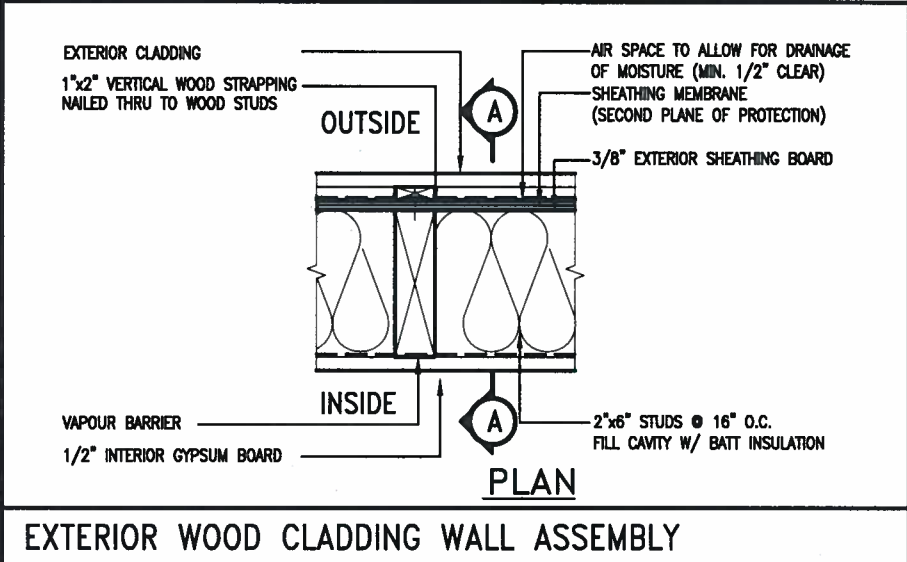 EXTERIOR CLADDING
1"x2" VERTICAL WOOD STRAPPING
NAILED THRU TO WOOD STUDS
OUTSIDE
A
AIR SPACE TO ALLOW FOR DRAINAGE
OF MOISTURE (MIN. 1/2" CLEAR)
SHEATHING MEMBRANE
(SECOND PLANE OF PROTECTION)
3/8" EXTERIOR SHEATHING BOARD
INSIDE
VAPOUR BARRIER
1/2" INTERIOR GYPSUM BOARD
A
2"x6" STUDS @ 16" O.C.
FILL CAVITY W/ BATT INSULATION
PLAN
EXTERIOR WOOD CLADDING WALL ASSEMBLY